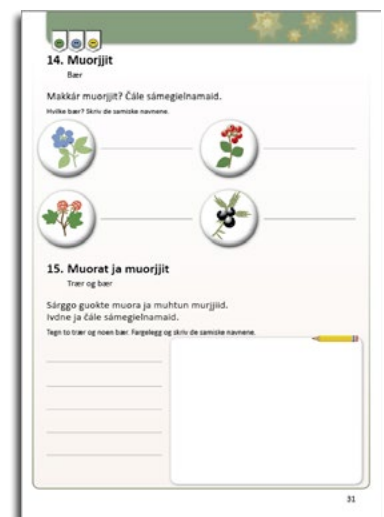 14. Muorjjit
Bær
Makkár muorjjit? Čále sámegielnamaid.
Hvilke bær? Skriv de samiske navnene.
15. Muorat ja muorjjit
Trær og bær
Sárggo guokte muora ja muhtun murjjiid.
Ivdne ja čále sámegielnamaid.
Tegn to trær og noen bær. Fargelegg og skriv de samiske navnene.
31